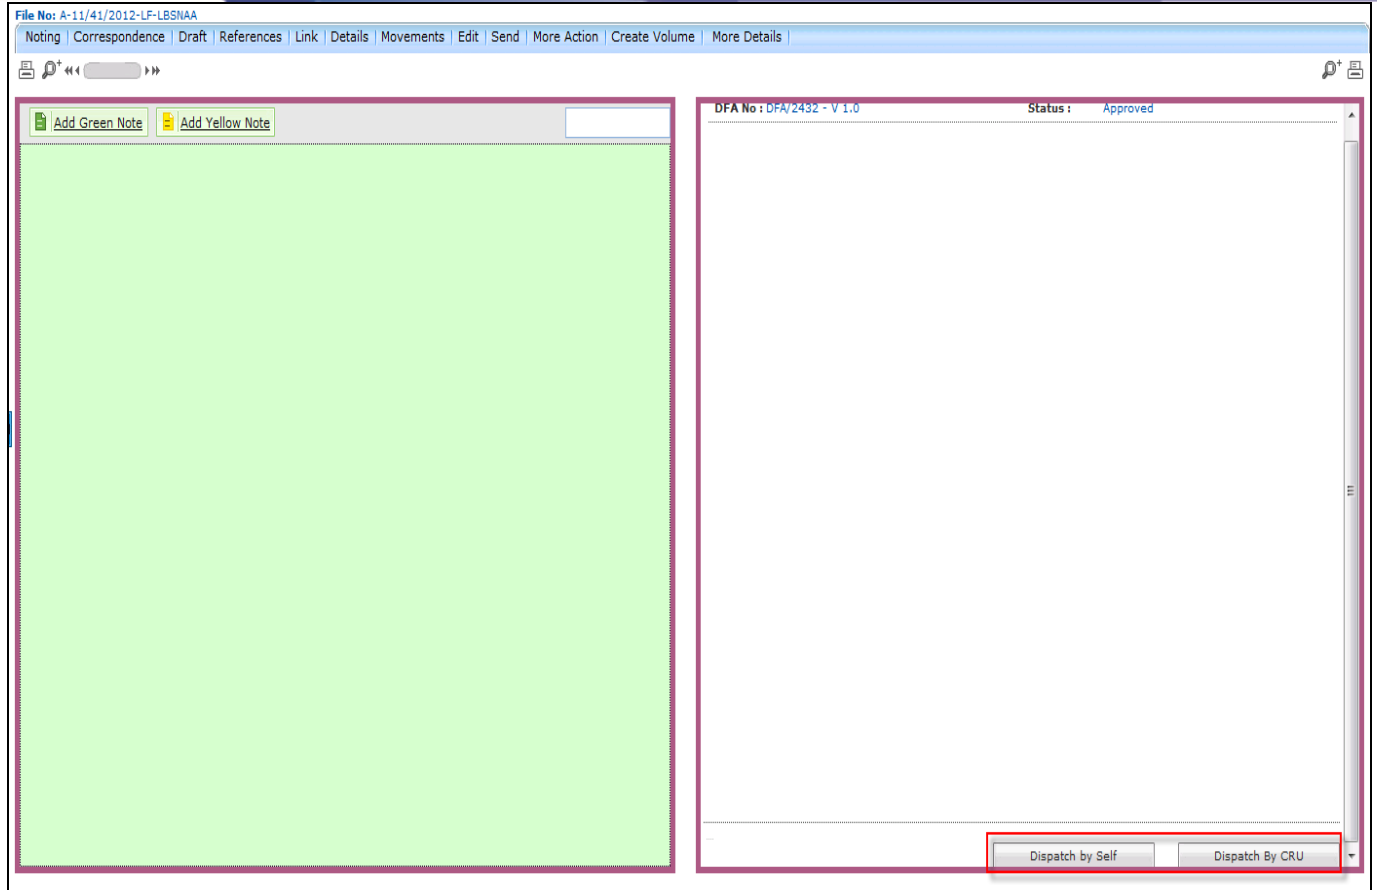 File No: A-11/41/2012-LF-LBSNAA
Noting | Correspondence | Draft | References | Link | Details | Movements | Edit | Send | More Action | Create Volume | More Details |
Add Green Note Add Yellow Note
DFA No : DFA/2432 - V 1.0 Status : Approved
Dispatch by Self Dispatch By CRU